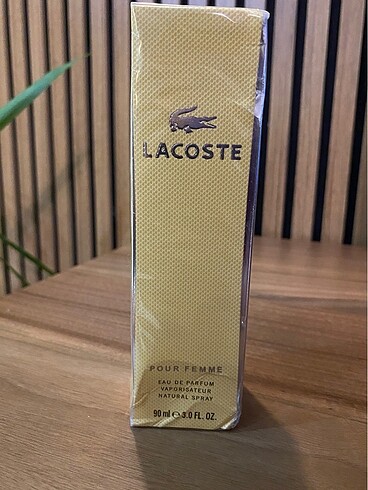 LACOSTE
POUR FEMME
EAU DE PARFUM
VAPORISATEUR
NATURAL SPRAY
90 ml ℮ 3.0 FL. OZ.